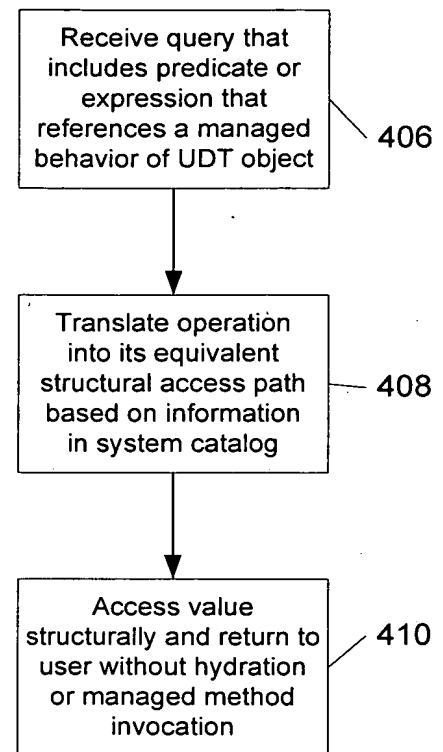 Receive query that
includes predicate or
expression that
references a managed
behavior of UDT object
406
Translate operation
into its equivalent
structural access path
based on information
in system catalog
408
Access value
structurally and return to
user without hydration
or managed method
invocation
410